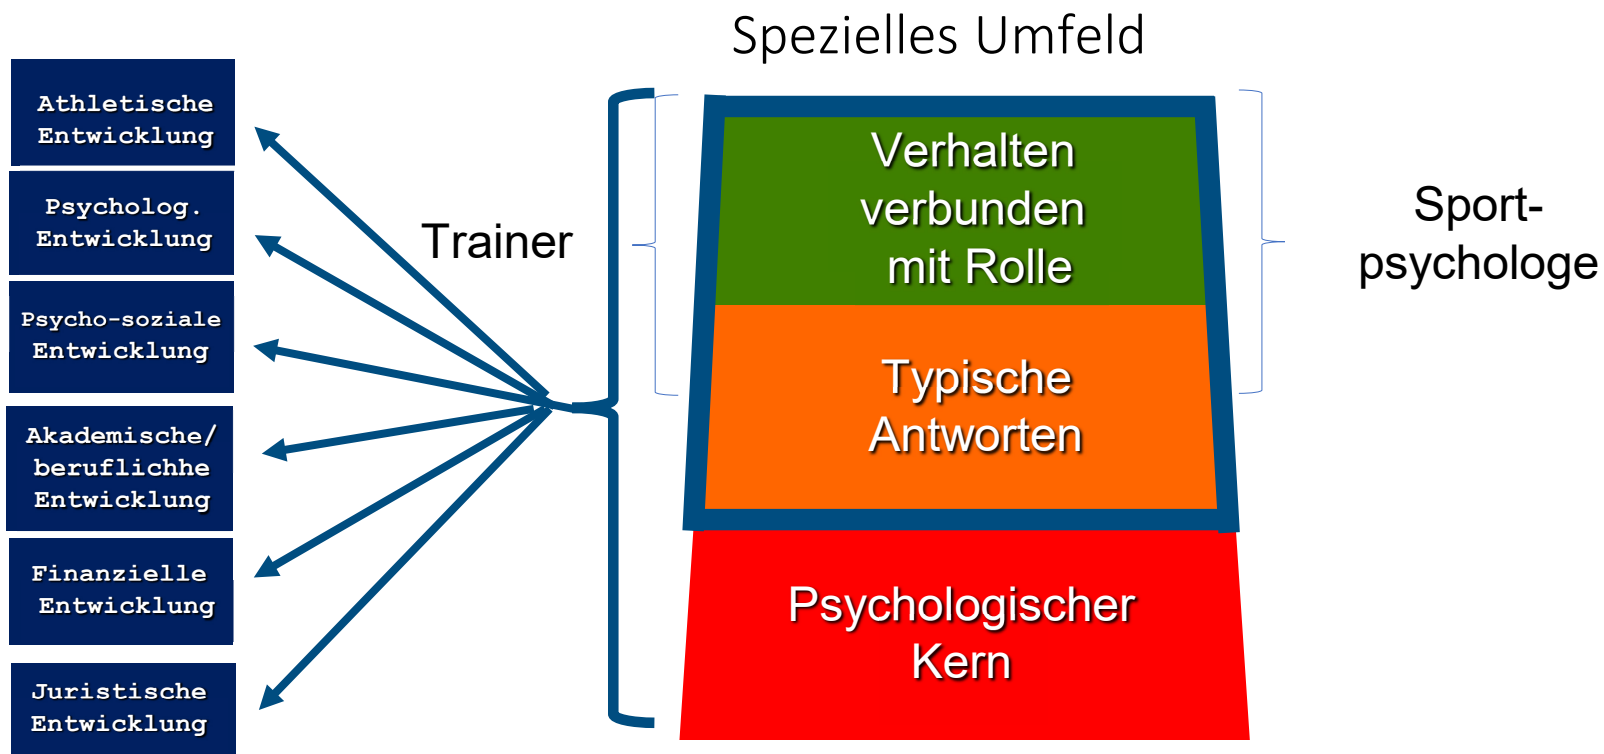 Spezielles Umfeld
Athletische
Entwicklung
Psycholog.
Entwicklung
Psycho-soziale
Entwicklung
Akademische/
beruflichhe
Entwicklung
Finanzielle
Entwicklung
Juristische
Entwicklung
Trainer
Verhalten
verbunden
mit Rolle
Typische
Antworten
Psychologischer
Kern
Sport-
psychologe